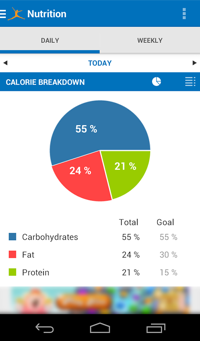 Nutrition
DAILY WEEKLY
TODAY
CALORIE BREAKDOWN
55 %
24 %
21 %
Total Goal
Carbohydrates 55 % 55 %
Fat 24 % 30 %
Protein 21 % 15 %